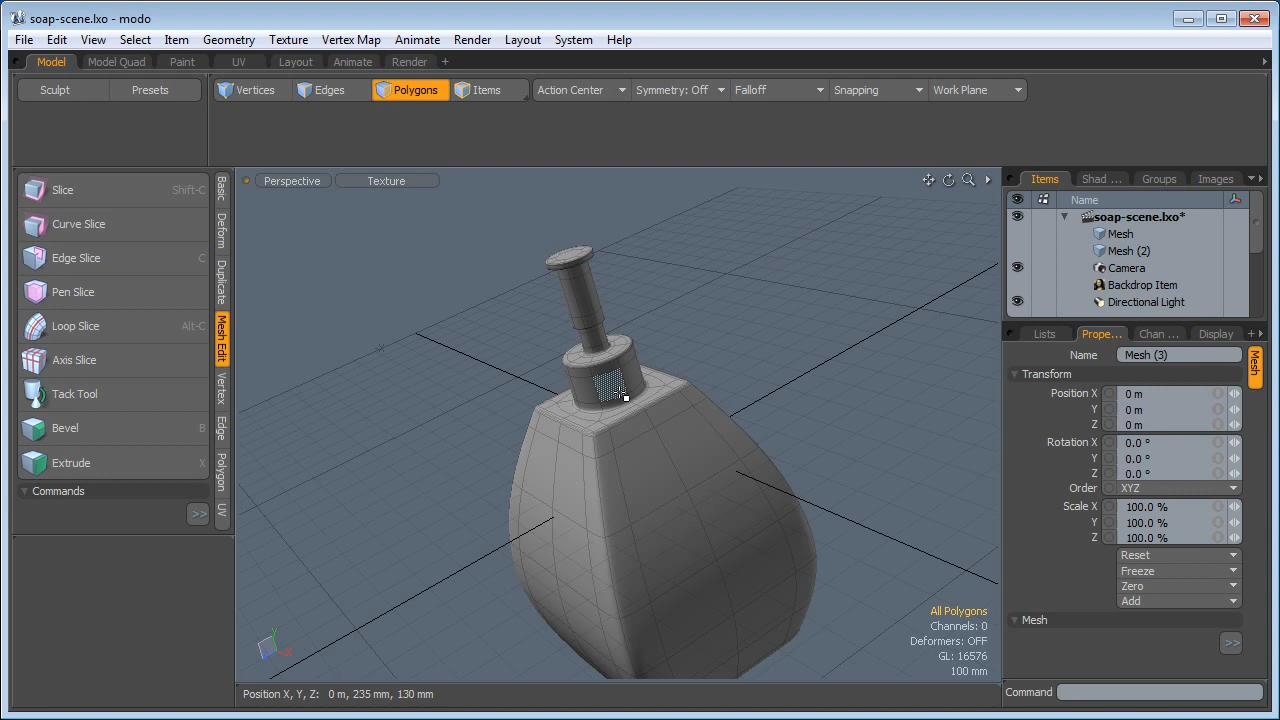 soap-scene.lxo - modo
File Edit View Select Item Geometry Texture Vertex Map Animate Render Layout System Help
Model Model Quad Paint UV Layout Animate Render +
Sculpt Presets Vertices Edges Polygons Items Action Center Symmetry: Off Falloff Snapping Work Plane
Slice Shift-C
Curve Slice
Edge Slice C
Pen Slice
Loop Slice Alt-C
Axis Slice
Tack Tool
Bevel B
Extrude X
Commands
>>
Basic
Deform
Duplicate
Mesh Edit
Vertex
Edge
Polygon
UV
Perspective Texture
All Polygons
Channels: 0
Deformers: OFF
GL: 16576
100 mm
Position X, Y, Z: 0 m, 235 mm, 130 mm
Items Shad ... Groups Images
Name
soap-scene.lxo*
Mesh
Mesh (2)
Camera
Backdrop Item
Directional Light
Lists Prope... Chan ... Display +
Name Mesh (3)
Mesh
Transform
Position X 0 m
Y 0 m
Z 0 m
Rotation X 0.0 °
Y 0.0 °
Z 0.0 °
Order XYZ
Scale X 100.0 %
Y 100.0 %
Z 100.0 %
Reset
Freeze
Zero
Add
Mesh
>>
Command